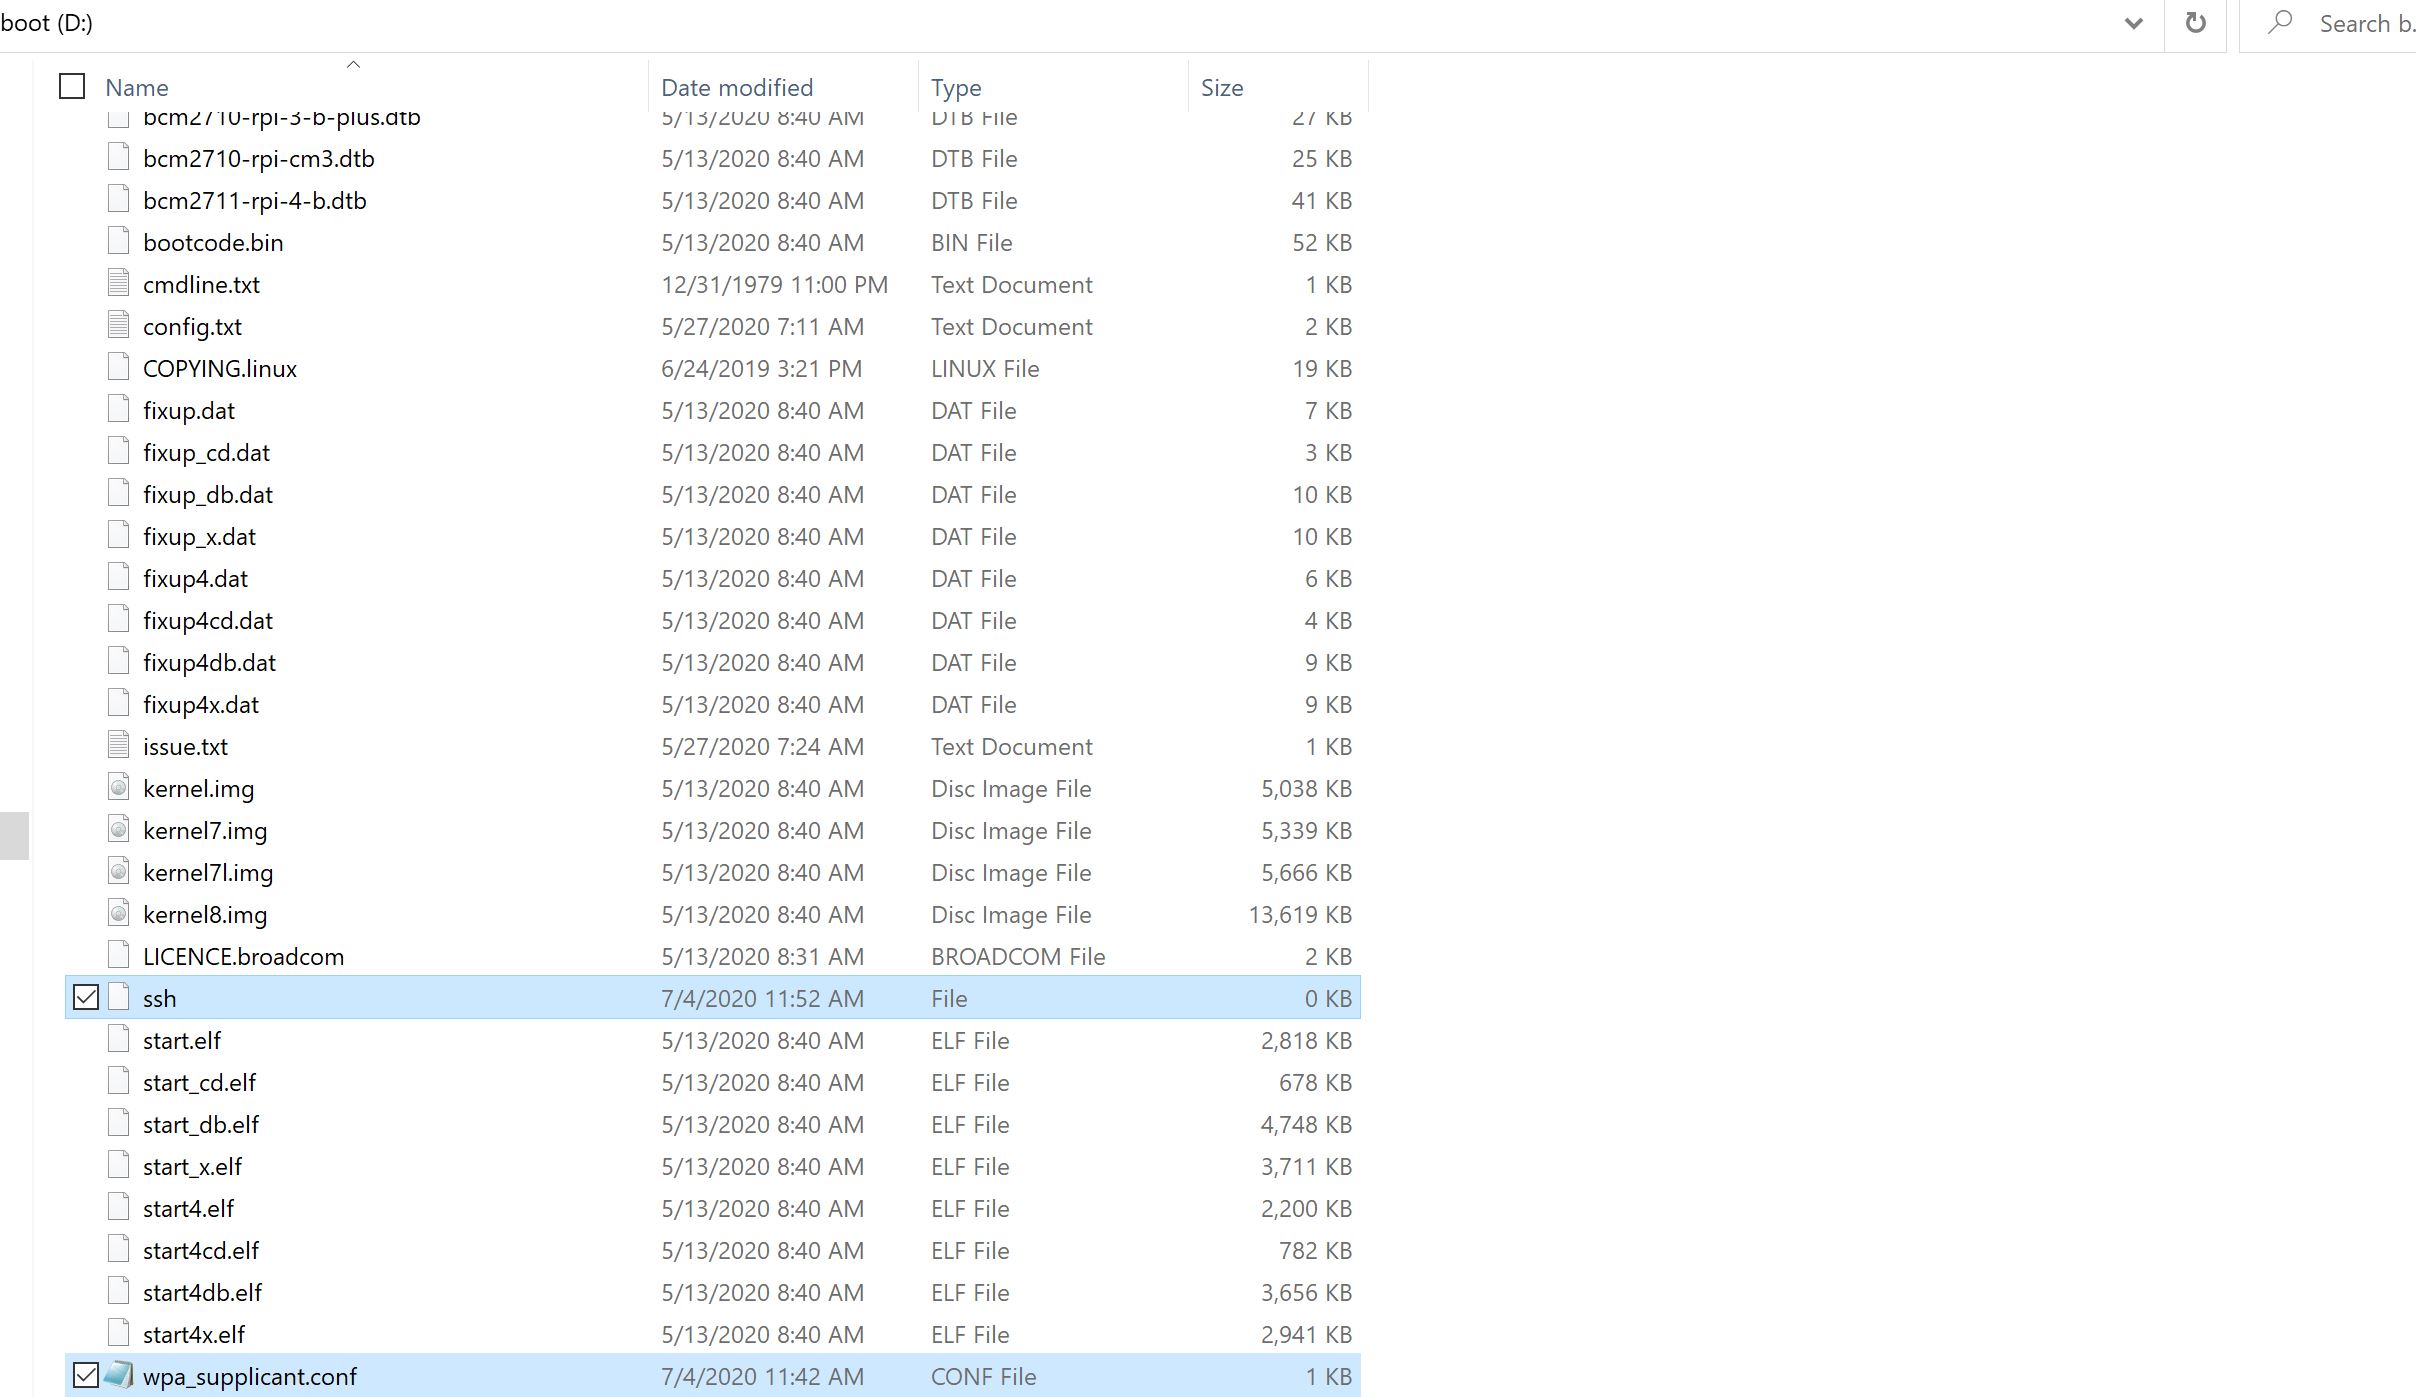 boot (D:) Search b.
Name Date modified Type Size
bcm2710-rpi-3-b-plus.dtb 5/13/2020 8:40 AM DTB File 27 KB
bcm2710-rpi-cm3.dtb 5/13/2020 8:40 AM DTB File 25 KB
bcm2711-rpi-4-b.dtb 5/13/2020 8:40 AM DTB File 41 KB
bootcode.bin 5/13/2020 8:40 AM BIN File 52 KB
cmdline.txt 12/31/1979 11:00 PM Text Document 1 KB
config.txt 5/27/2020 7:11 AM Text Document 2 KB
COPYING.linux 6/24/2019 3:21 PM LINUX File 19 KB
fixup.dat 5/13/2020 8:40 AM DAT File 7 KB
fixup_cd.dat 5/13/2020 8:40 AM DAT File 3 KB
fixup_db.dat 5/13/2020 8:40 AM DAT File 10 KB
fixup_x.dat 5/13/2020 8:40 AM DAT File 10 KB
fixup4.dat 5/13/2020 8:40 AM DAT File 6 KB
fixup4cd.dat 5/13/2020 8:40 AM DAT File 4 KB
fixup4db.dat 5/13/2020 8:40 AM DAT File 9 KB
fixup4x.dat 5/13/2020 8:40 AM DAT File 9 KB
issue.txt 5/27/2020 7:24 AM Text Document 1 KB
kernel.img 5/13/2020 8:40 AM Disc Image File 5,038 KB
kernel7.img 5/13/2020 8:40 AM Disc Image File 5,339 KB
kernel7l.img 5/13/2020 8:40 AM Disc Image File 5,666 KB
kernel8.img 5/13/2020 8:40 AM Disc Image File 13,619 KB
LICENCE.broadcom 5/13/2020 8:31 AM BROADCOM File 2 KB
ssh 7/4/2020 11:52 AM File 0 KB
start.elf 5/13/2020 8:40 AM ELF File 2,818 KB
start_cd.elf 5/13/2020 8:40 AM ELF File 678 KB
start_db.elf 5/13/2020 8:40 AM ELF File 4,748 KB
start_x.elf 5/13/2020 8:40 AM ELF File 3,711 KB
start4.elf 5/13/2020 8:40 AM ELF File 2,200 KB
start4cd.elf 5/13/2020 8:40 AM ELF File 782 KB
start4db.elf 5/13/2020 8:40 AM ELF File 3,656 KB
start4x.elf 5/13/2020 8:40 AM ELF File 2,941 KB
wpa_supplicant.conf 7/4/2020 11:42 AM CONF File 1 KB